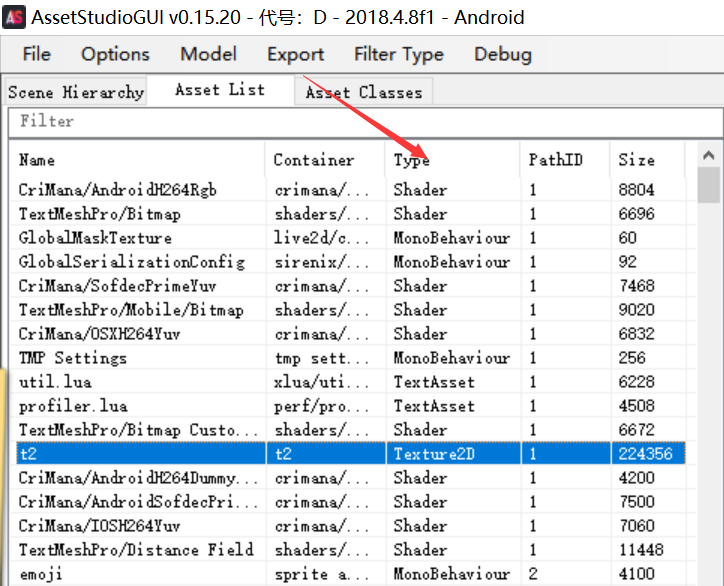 AS AssetStudioGUI v0.15.20 - 代号：D - 2018.4.8f1 - Android
File Options Model Export Filter Type Debug
Scene Hierarchy Asset List Asset Classes
Filter
Name Container Type PathID Size
CriMana/AndroidH264Rgb crimana/... Shader 1 8804
TextMeshPro/Bitmap shaders/... Shader 1 6696
GlobalMaskTexture live2d/c... MonoBehaviour 1 60
GlobalSerializationConfig sirenix/... MonoBehaviour 1 92
CriMana/SofdecPrimeYuv crimana/... Shader 1 7468
TextMeshPro/Mobile/Bitmap shaders/... Shader 1 9020
CriMana/OSXH264Yuv crimana/... Shader 1 6832
TMP Settings tmp sett... MonoBehaviour 1 256
util.lua xlua/uti... TextAsset 1 6228
profiler.lua perf/pro... TextAsset 1 4508
TextMeshPro/Bitmap Custo... shaders/... Shader 1 6672
t2 t2 Texture2D 1 224356
CriMana/AndroidH264Dummy... crimana/... Shader 1 4200
CriMana/AndroidSofdecPri... crimana/... Shader 1 7500
CriMana/IOSH264Yuv crimana/... Shader 1 7060
TextMeshPro/Distance Field shaders/... Shader 1 11448
emoji sprite a... MonoBehaviour 2 4100